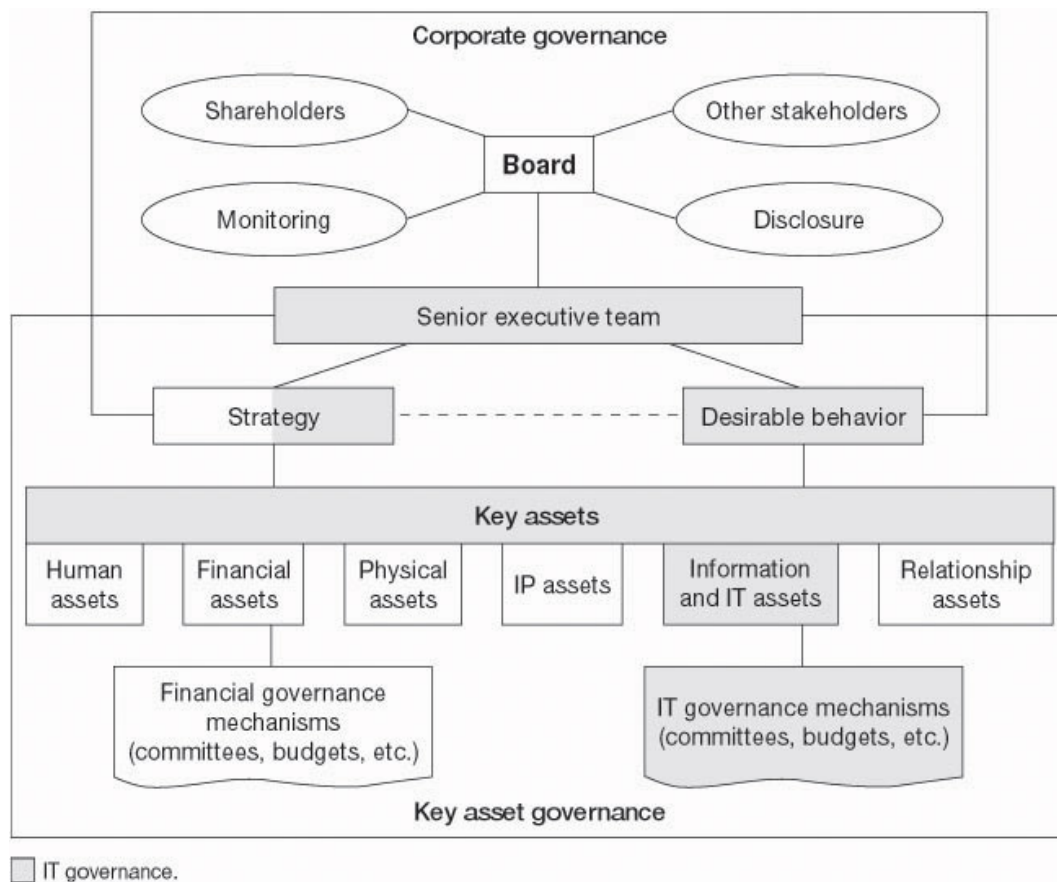 Corporate governance
Shareholders
Other stakeholders
Board
Monitoring
Disclosure
Senior executive team
Strategy
Desirable behavior
Key assets
Human
assets
Financial
assets
Physical
assets
IP assets
Information
and IT assets
Relationship
assets
Financial governance
mechanisms
(committees, budgets, etc.)
IT governance mechanisms
(committees, budgets, etc.)
Key asset governance
IT governance.